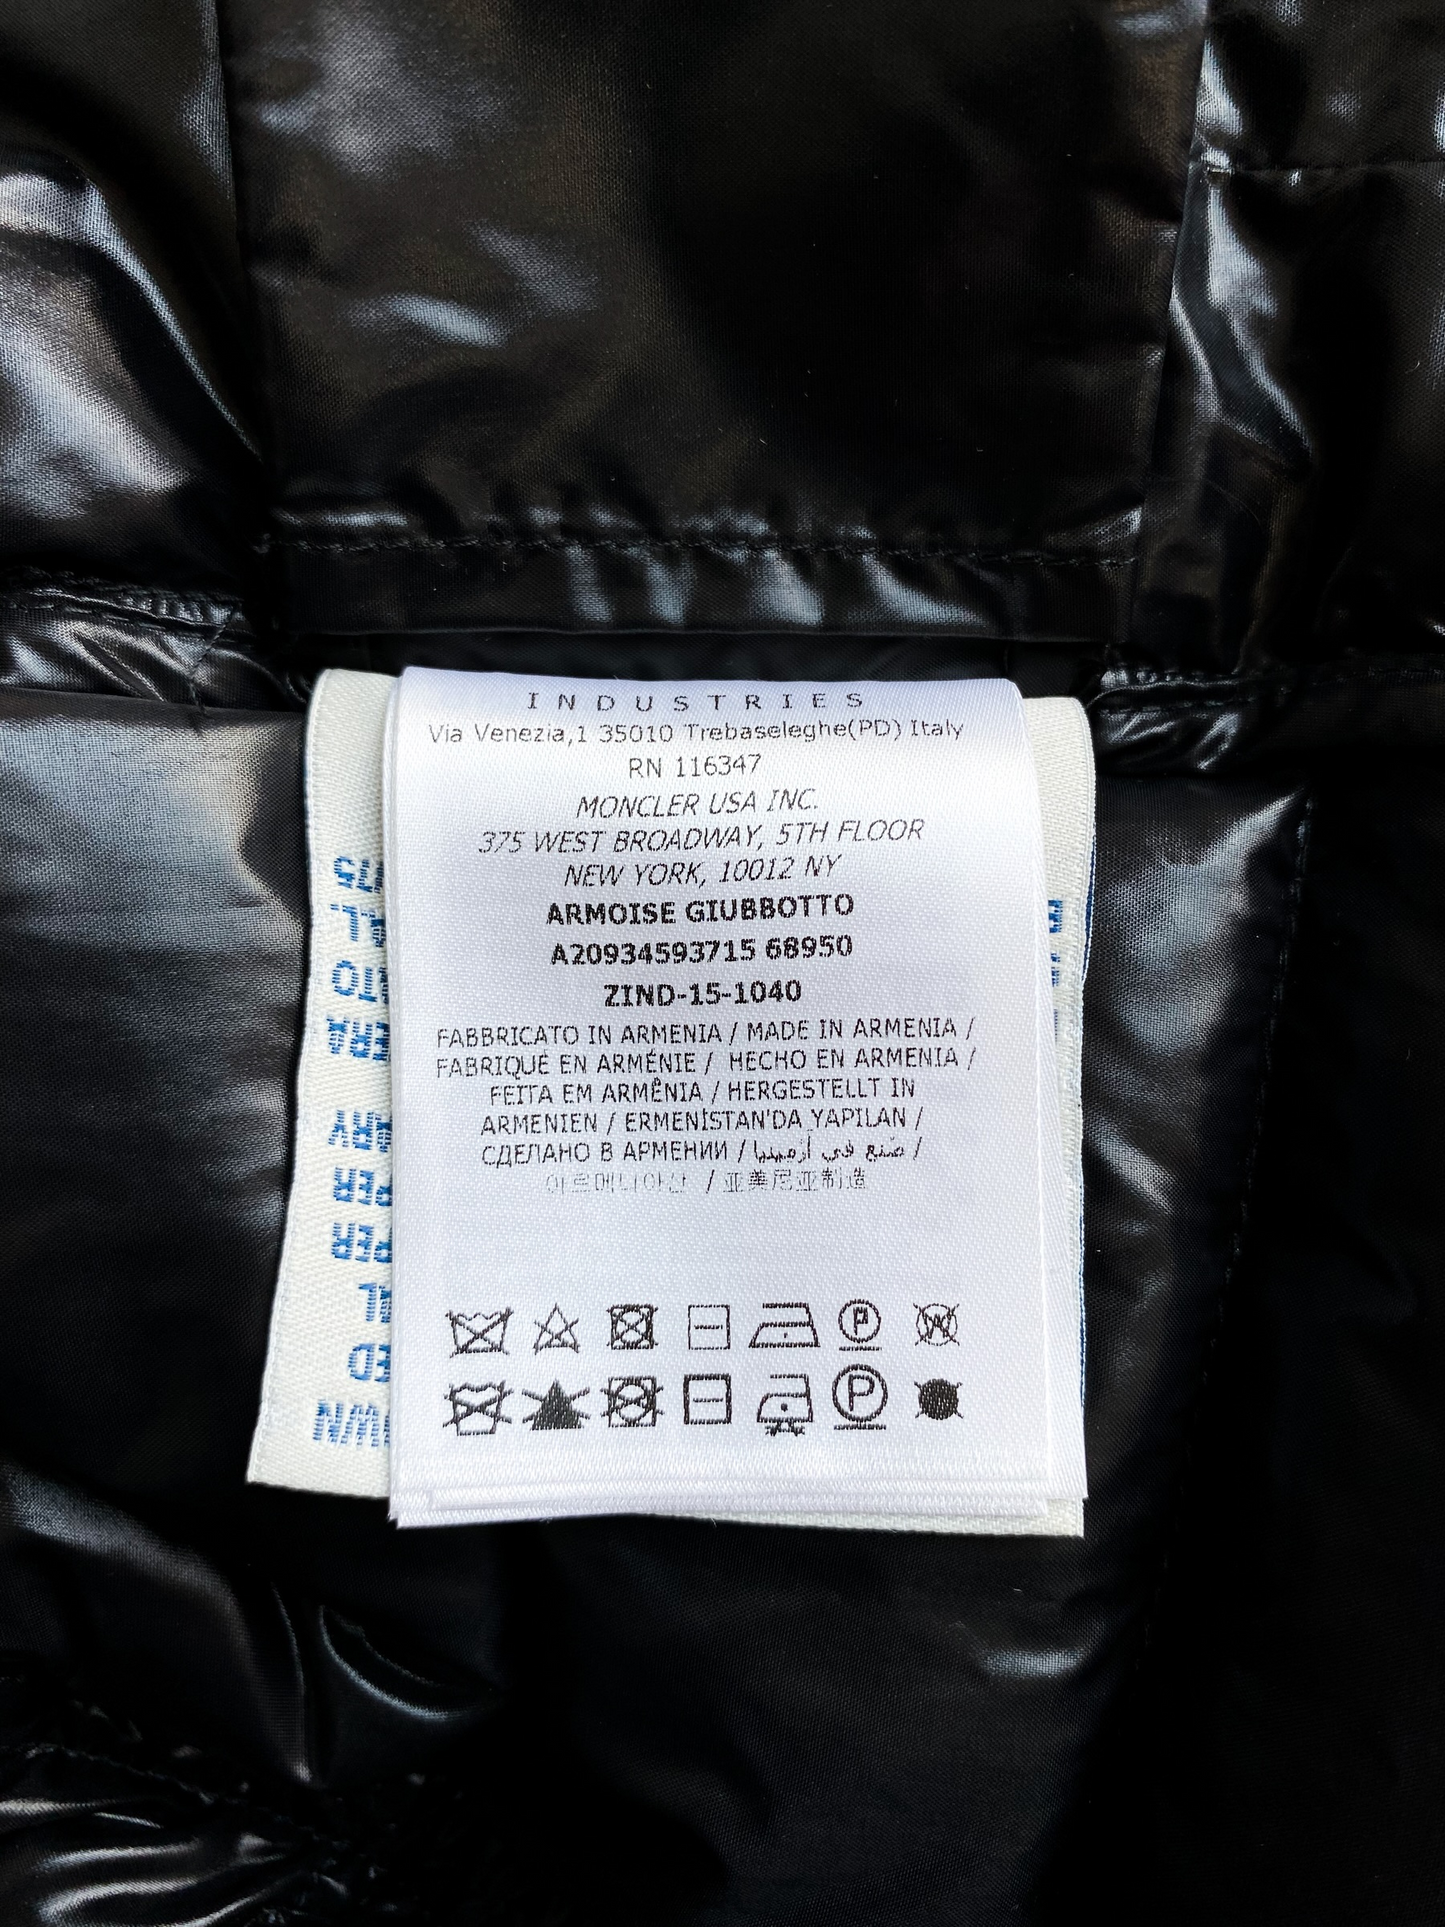 INDUSTRIES
Via Venezia,1 35010 Trebaseleghe(PD) Italy
RN 116347
MONCLER USA INC.
375 WEST BROADWAY, 5TH FLOOR
NEW YORK, 10012 NY
ARMOISE GIUBBOTTO
A20934593715 68950
ZIND-15-1040
FABBRICATO IN ARMENIA / MADE IN ARMENIA /
FABRIQUÉ EN ARMÉNIE / HECHO EN ARMENIA /
FEITA EM ARMÊNIA / HERGESTELLT IN
ARMENIEN / ERMENİSTAN'DA YAPILAN /
СДЕЛАНО В АРМЕНИИ / صنع في أرمينيا /
아르메니아산 / 亚美尼亚制造
P W
P